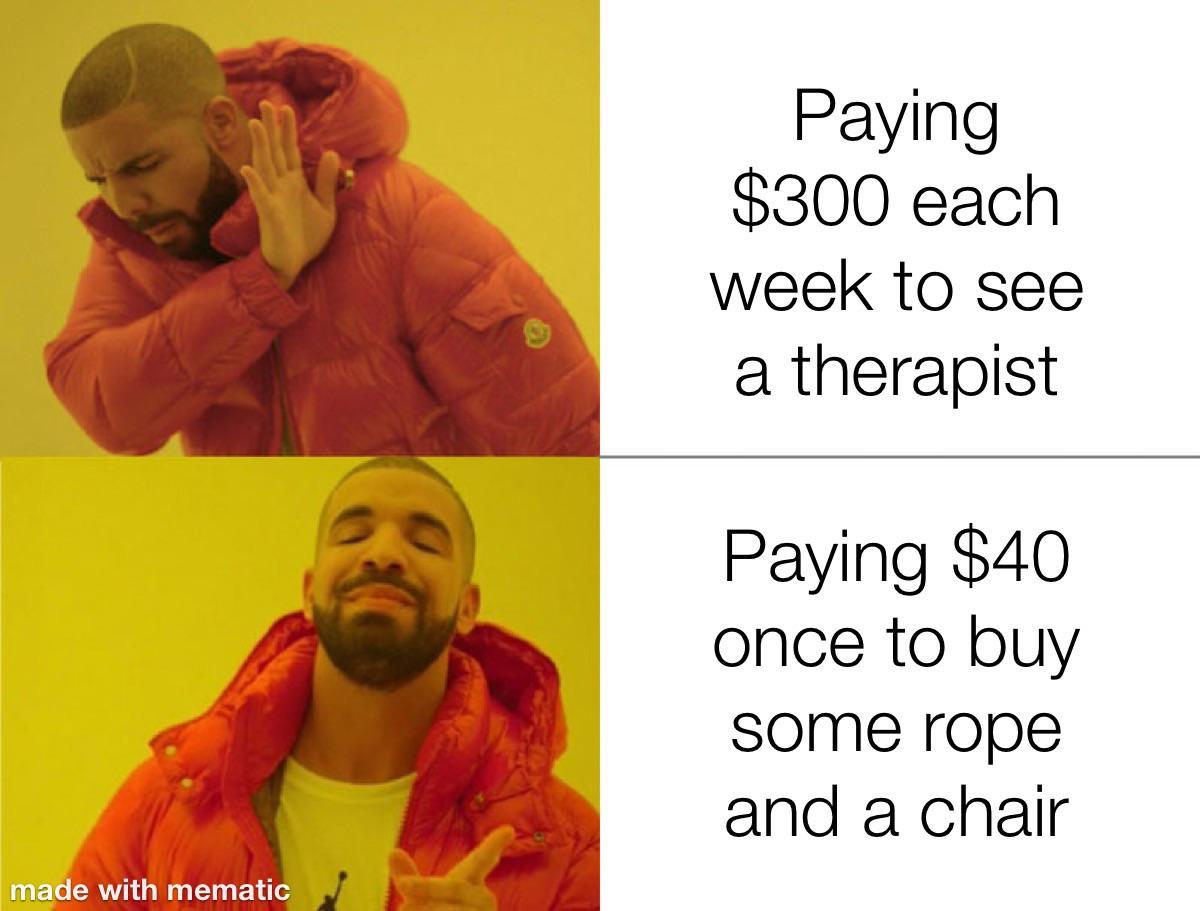 Paying
$300 each
week to see
a therapist
Paying $40
once to buy
some rope
and a chair
made with mematic